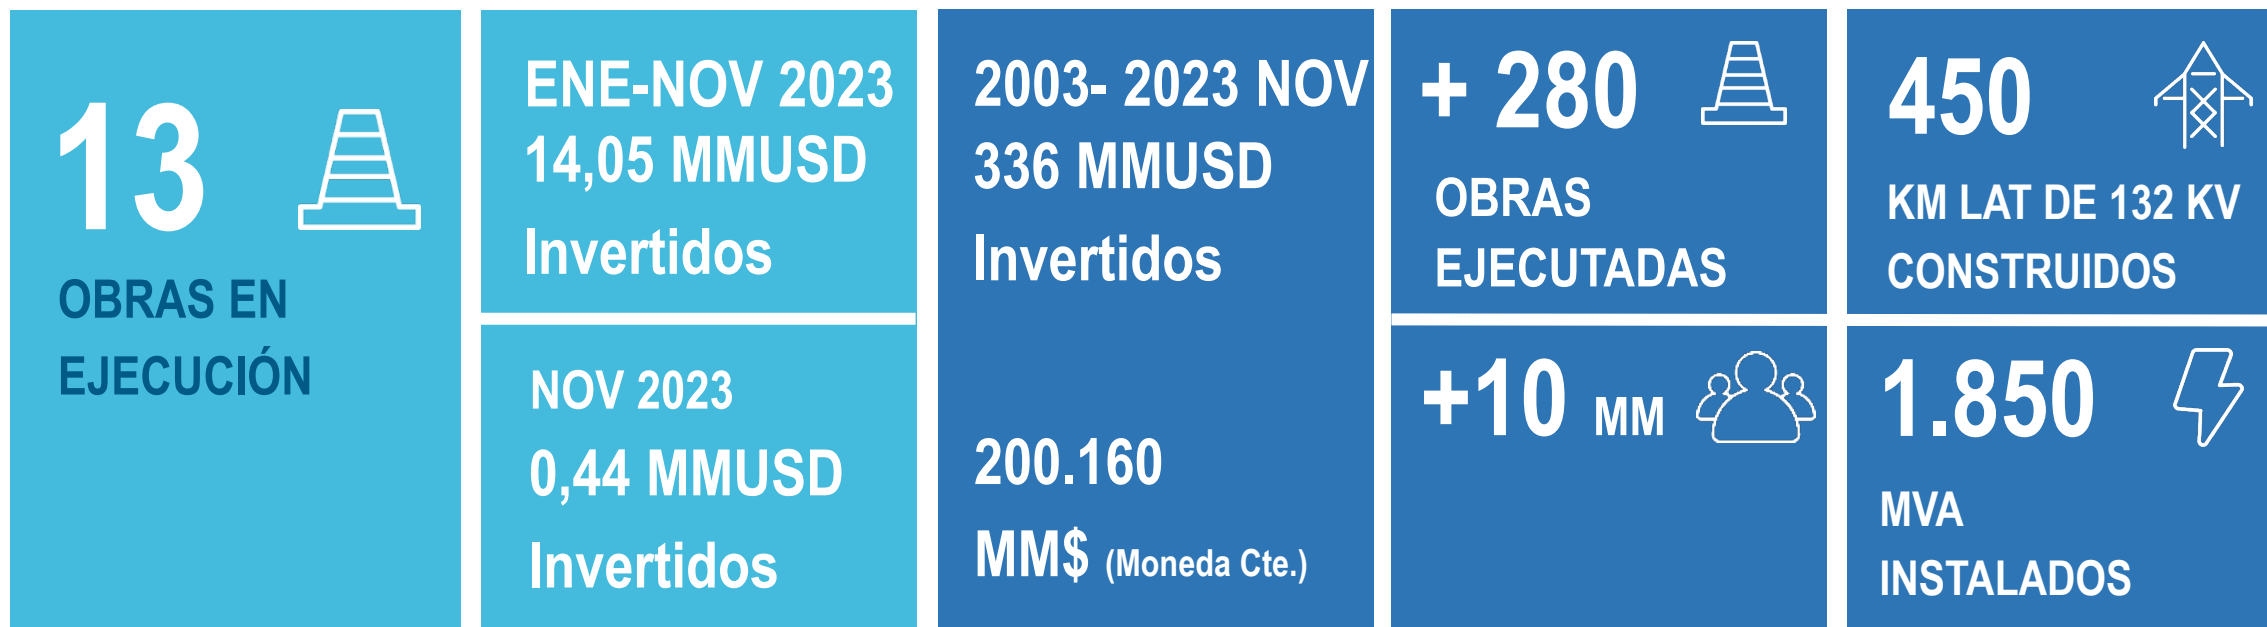 13
OBRAS EN
EJECUCIÓN
ENE-NOV 2023
14,05 MMUSD
Invertidos
NOV 2023
0,44 MMUSD
Invertidos
2003- 2023 NOV
336 MMUSD
Invertidos
200.160
MM$ (Moneda Cte.)
+ 280
OBRAS
EJECUTADAS
+10 MM
450
KM LAT DE 132 KV
CONSTRUIDOS
1.850
MVA
INSTALADOS